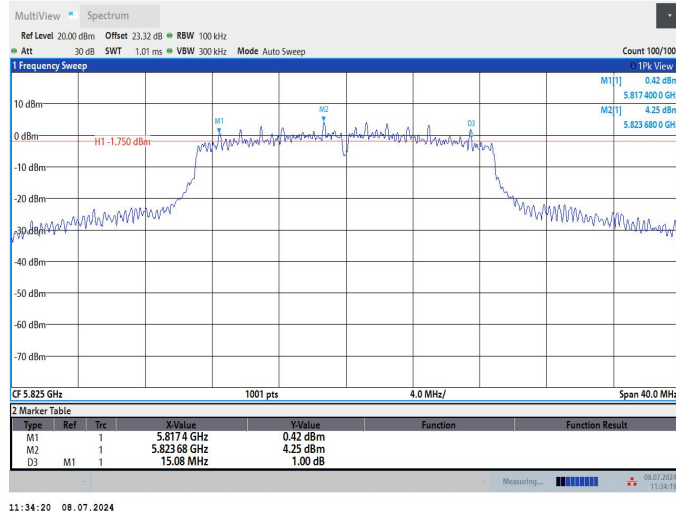 MultiView Spectrum
Ref Level 20.00 dBm Offset 23.32 dB RBW 100 kHz
Att 30 dB SWT 1.01 ms VBW 300 kHz Mode Auto Sweep Count 100/100
1 Frequency Sweep 1Pk View
M1[1] 0.42 dBm
5.817 400 0 GHz
M2[1] 4.25 dBm
5.823 680 0 GHz
10 dBm
M1
M2
D3
0 dBm
H1 -1.750 dBm
-10 dBm
-20 dBm
-30 dBm
-40 dBm
-50 dBm
-60 dBm
-70 dBm
CF 5.825 GHz 1001 pts 4.0 MHz/ Span 40.0 MHz
2 Marker Table
Type Ref Trc X-Value Y-Value Function Function Result
M1 1 5.8174 GHz 0.42 dBm
M2 1 5.823 68 GHz 4.25 dBm
D3 M1 1 15.08 MHz 1.00 dB
Measuring... 08.07.2024
11:34:19
11:34:20 08.07.2024